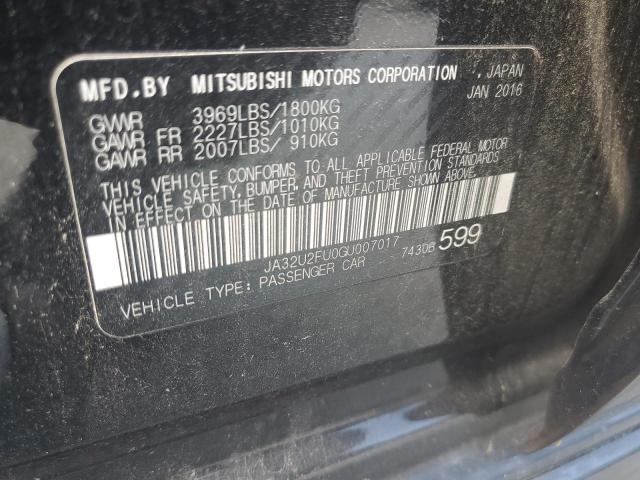 MFD.BY MITSUBISHI MOTORS CORPORATION , JAPAN
JAN 2016
GVWR 3969LBS/1800KG
GAWR FR 2227LBS/1010KG
GAWR RR 2007LBS/ 910KG
THIS VEHICLE CONFORMS TO ALL APPLICABLE FEDERAL MOTOR
VEHICLE SAFETY, BUMPER, AND THEFT PREVENTION STANDARDS
IN EFFECT ON THE DATE OF MANUFACTURE SHOWN ABOVE.
JA32U2FU0GU007017
VEHICLE TYPE: PASSENGER CAR 7430B 599